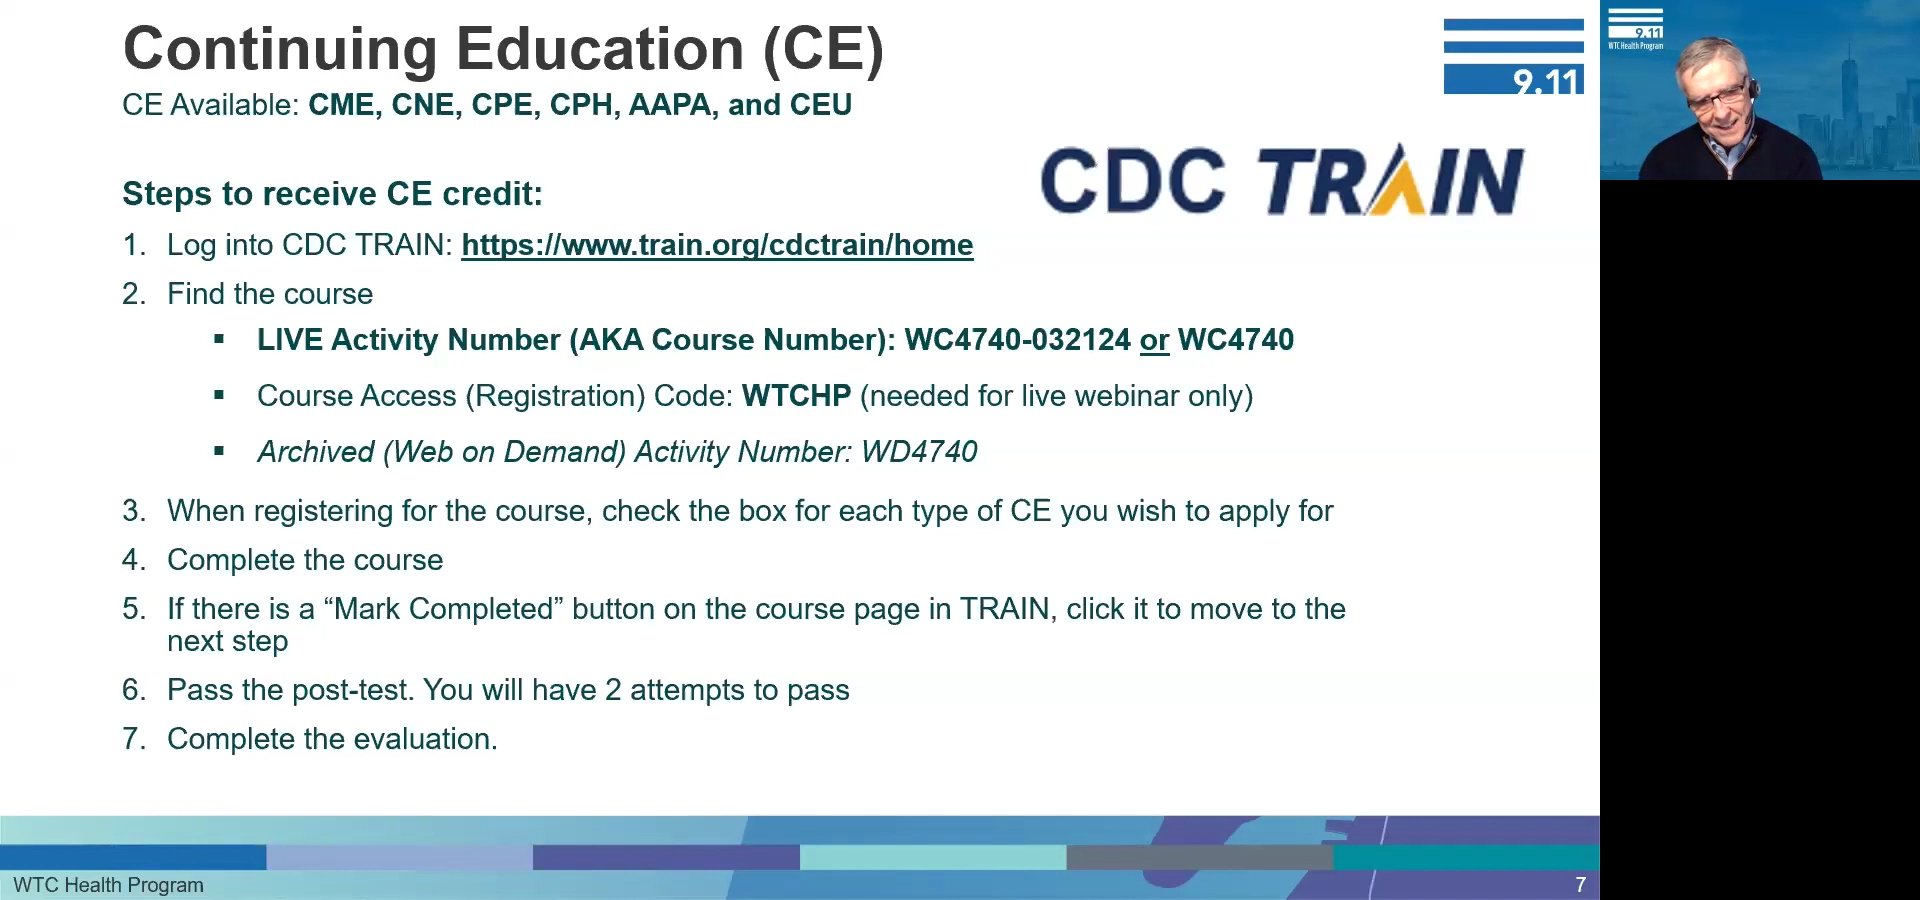 Continuing Education (CE)
CE Available: CME, CNE, CPE, CPH, AAPA, and CEU
9.11
9.11
WTC Health Program
CDC TRAIN
Steps to receive CE credit:
1. Log into CDC TRAIN: https://www.train.org/cdctrain/home
2. Find the course
▪ LIVE Activity Number (AKA Course Number): WC4740-032124 or WC4740
▪ Course Access (Registration) Code: WTCHP (needed for live webinar only)
▪ Archived (Web on Demand) Activity Number: WD4740
3. When registering for the course, check the box for each type of CE you wish to apply for
4. Complete the course
5. If there is a “Mark Completed” button on the course page in TRAIN, click it to move to the
next step
6. Pass the post-test. You will have 2 attempts to pass
7. Complete the evaluation.
WTC Health Program
7